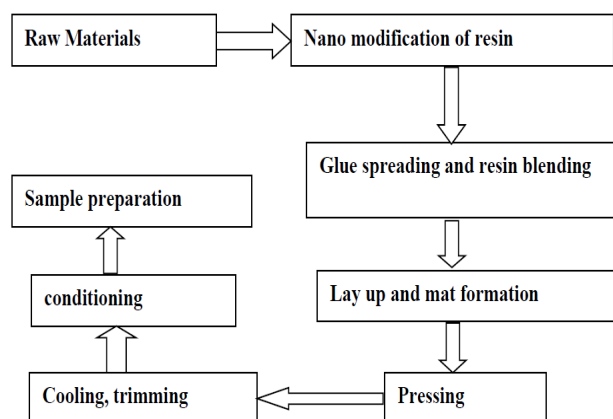 Raw Materials
Nano modification of resin
Glue spreading and resin blending
Lay up and mat formation
Pressing
Cooling, trimming
conditioning
Sample preparation